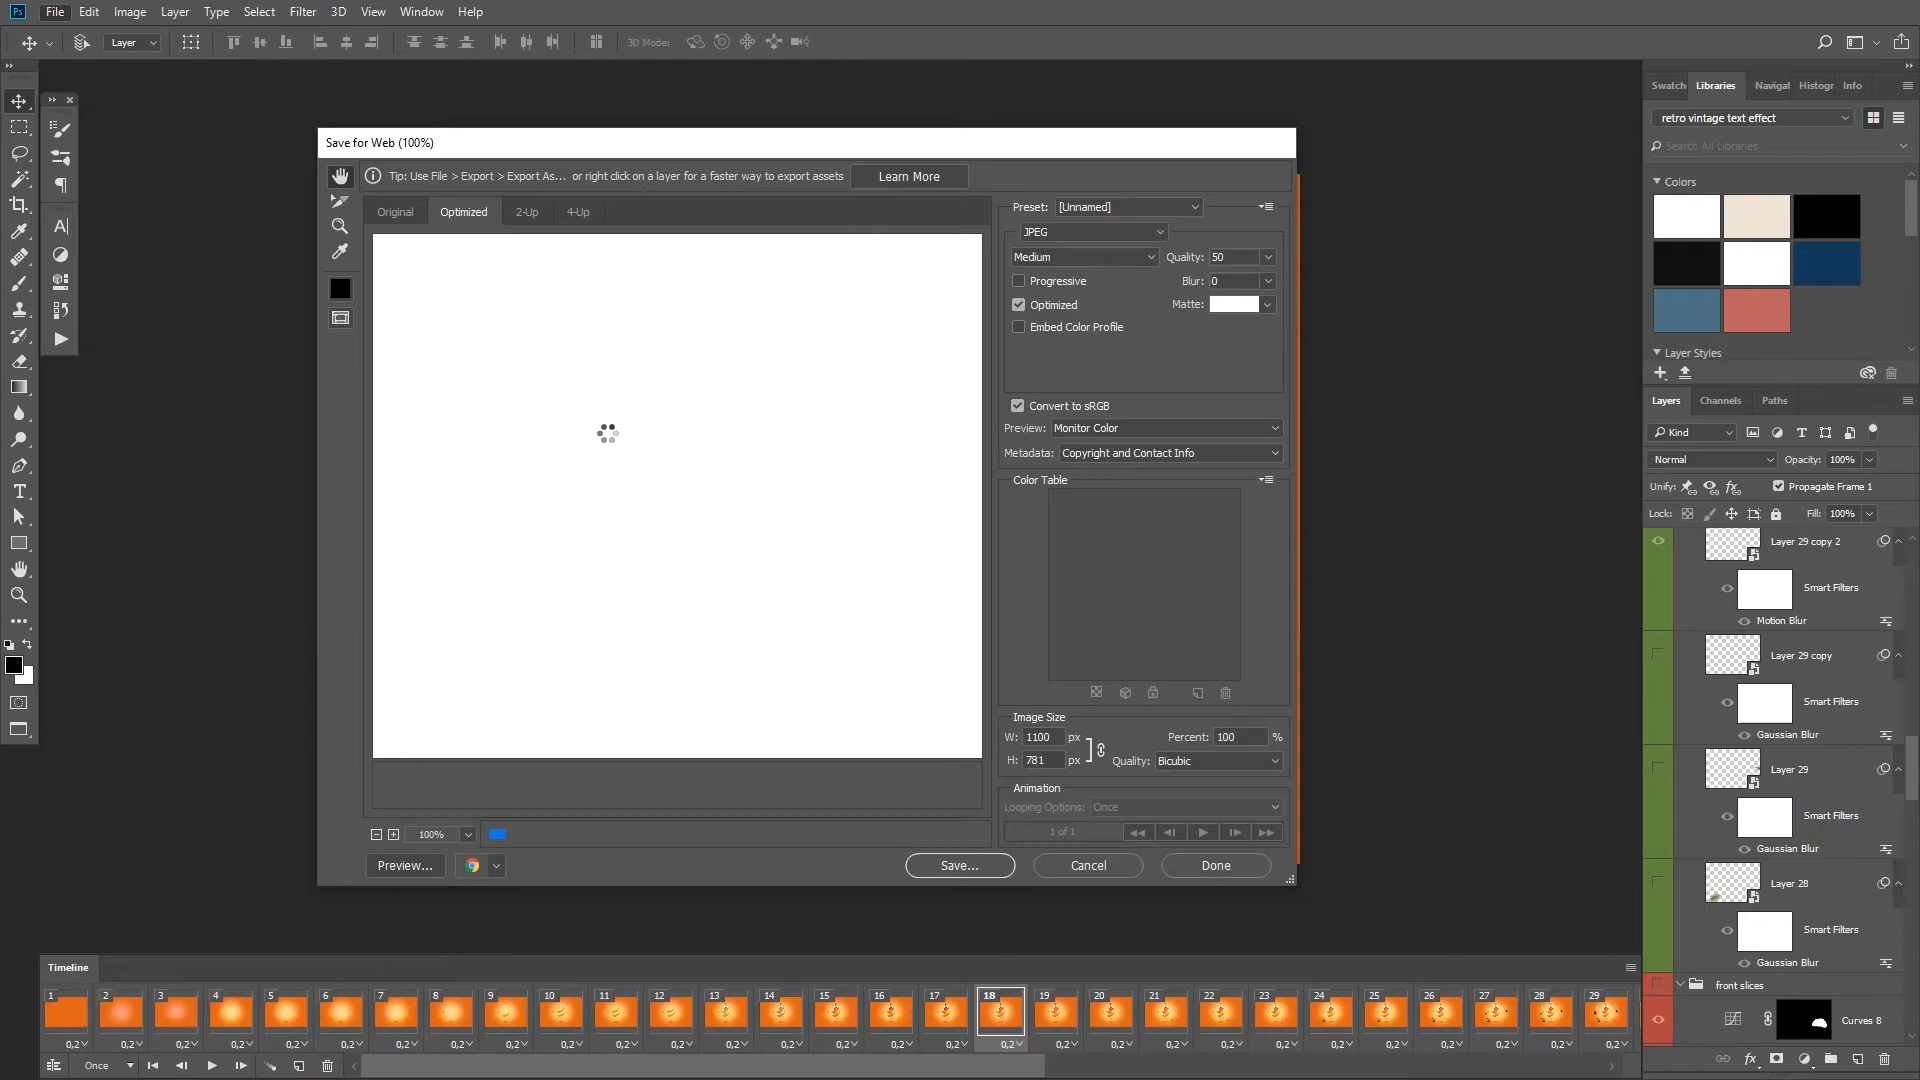 Ps File Edit Image Layer Type Select Filter 3D View Window Help
Layer 3D Mode:
Save for Web (100%)
Tip: Use File > Export > Export As... or right click on a layer for a faster way to export assets Learn More
Original Optimized 2-Up 4-Up
Preset: [Unnamed]
JPEG
Medium Quality: 50
Progressive Blur: 0
Optimized Matte:
Embed Color Profile
Convert to sRGB
Preview: Monitor Color
Metadata: Copyright and Contact Info
Color Table
Image Size
W: 1100 px Percent: 100 %
H: 781 px Quality: Bicubic
Animation
Looping Options: Once
1 of 1
100%
Preview... Save... Cancel Done
Swatch Libraries Navigat Histogr Info
retro vintage text effect
Search All Libraries
Colors
Layer Styles
Layers Channels Paths
Kind
Normal Opacity: 100%
Unify: Propagate Frame 1
Lock: Fill: 100%
Layer 29 copy 2
Smart Filters
Motion Blur
Layer 29 copy
Smart Filters
Gaussian Blur
Layer 29
Smart Filters
Gaussian Blur
Layer 28
Smart Filters
Gaussian Blur
front slices
Curves 8
Timeline
1 2 3 4 5 6 7 8 9 10 11 12 13 14 15 16 17 18 19 20 21 22 23 24 25 26 27 28 29
0,2 0,2 0,2 0,2 0,2 0,2 0,2 0,2 0,2 0,2 0,2 0,2 0,2 0,2 0,2 0,2 0,2 0,2 0,2 0,2 0,2 0,2 0,2 0,2 0,2 0,2 0,2 0,2 0,2
Once